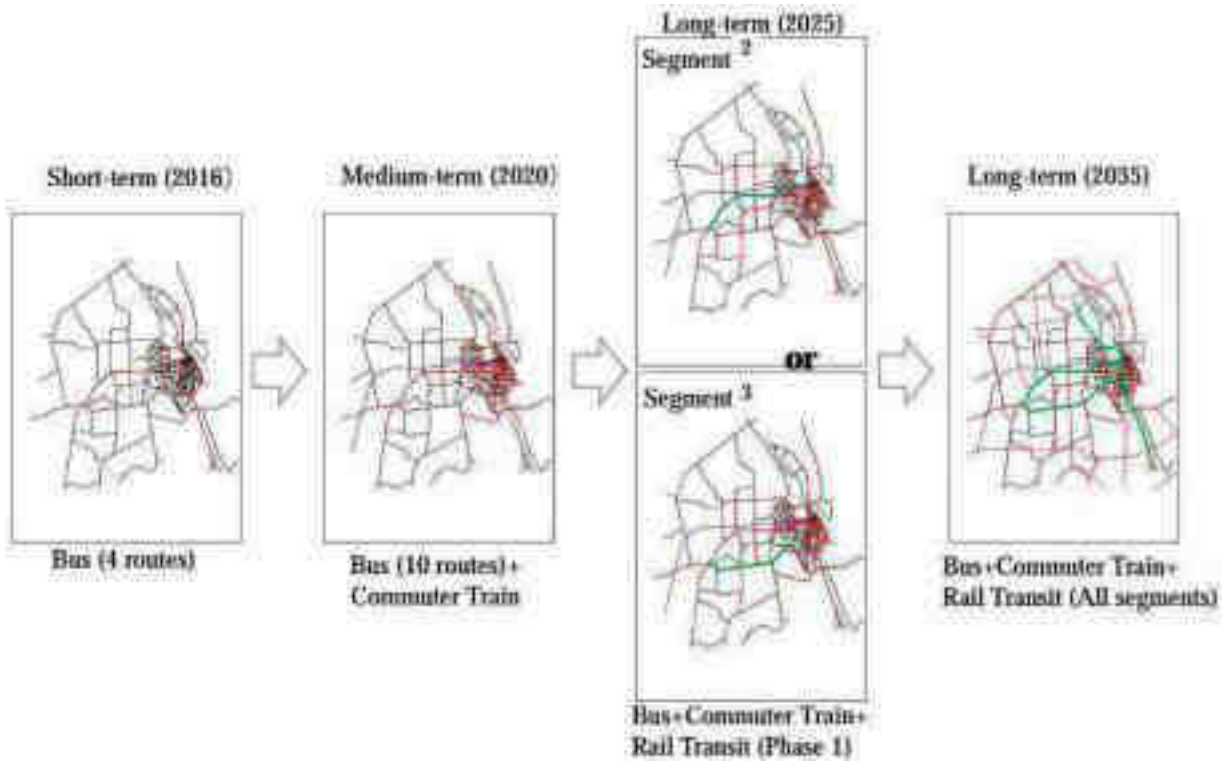 Short-term (2016)
Bus (4 routes)
Medium-term (2020)
Bus (10 routes)+
Commuter Train
Long-term (2025)
Segment 2
or
Segment 3
Bus+Commuter Train+
Rail Transit (Phase 1)
Long-term (2035)
Bus+Commuter Train+
Rail Transit (All segments)